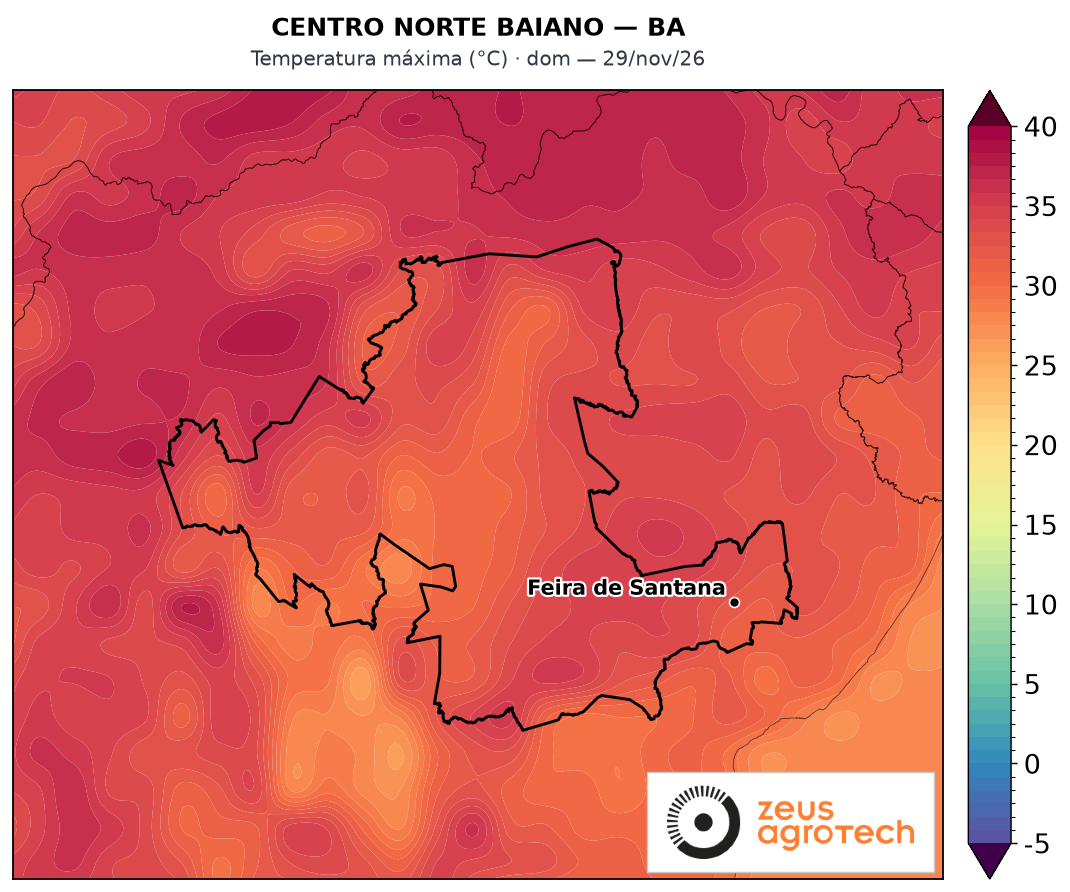 CENTRO NORTE BAIANO — BA
Temperatura máxima (°C) · dom — 29/nov/26
40
35
30
25
20
15
10
5
0
-5
Feira de Santana
zeus
agrotech